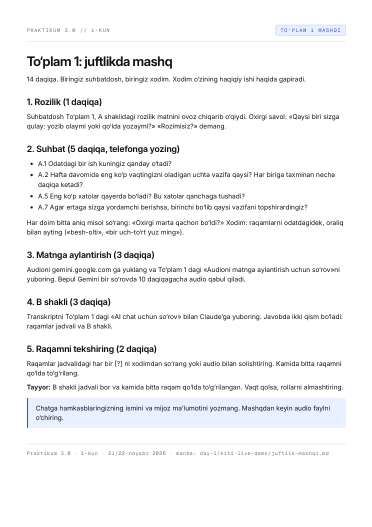 PRAKTIKUM 3.0 // 1-KUN
TO'PLAM 1 MASHQI
To'plam 1: juftlikda mashq
14 daqiqa. Biringiz suhbatdosh, biringiz xodim. Xodim o'zining haqiqiy ishi haqida gapiradi.
1. Rozilik (1 daqiqa)
Suhbatdosh To'plam 1, A shaklidagi rozilik matnini ovoz chiqarib o'qiydi. Oxirgi savol: «Qaysi biri sizga
qulay: yozib olaymi yoki qo'lda yozaymi?» «Rozimisiz?» demang.
2. Suhbat (5 daqiqa, telefonga yozing)
• A.1 Odatdagi bir ish kuningiz qanday o'tadi?
• A.2 Hafta davomida eng ko'p vaqtingizni oladigan uchta vazifa qaysi? Har biriga taxminan necha
daqiqa ketadi?
• A.5 Eng ko'p xatolar qayerda bo'ladi? Bu xatolar qanchaga tushadi?
• A.7 Agar ertaga sizga yordamchi berishsa, birinchi bo'lib qaysi vazifani topshirardingiz?
Har doim bitta aniq misol so'rang: «Oxirgi marta qachon bo'ldi?» Xodim: raqamlarni odatdagidek, oraliq
bilan ayting («besh-olti», «bir uch-to'rt yuz ming»).
3. Matnga aylantirish (3 daqiqa)
Audioni gemini.google.com ga yuklang va To'plam 1 dagi «Audioni matnga aylantirish uchun so'rov»ni
yuboring. Bepul Gemini bir so'rovda 10 daqiqagacha audio qabul qiladi.
4. B shakli (3 daqiqa)
Transkriptni To'plam 1 dagi «AI chat uchun so'rov» bilan Claude'ga yuboring. Javobda ikki qism bo'ladi:
raqamlar jadvali va B shakl.
5. Raqamni tekshiring (2 daqiqa)
Raqamlar jadvalidagi har bir [?] ni xodimdan so'rang yoki audio bilan solishtiring. Kamida bitta raqamni
qo'lda to'g'rilang.
Tayyor: B shakli jadvali bor va kamida bitta raqam qo'lda to'g'rilangan. Vaqt qolsa, rollarni almashtiring.
Chatga hamkasblaringizning ismini va mijoz ma'lumotini yozmang. Mashqdan keyin audio faylni
o'chiring.
Praktikum 3.0 · 1-kun · 21/22-noyabr 2026 · manba: day-1/kit1-live-demo/juftlik-mashqi.md